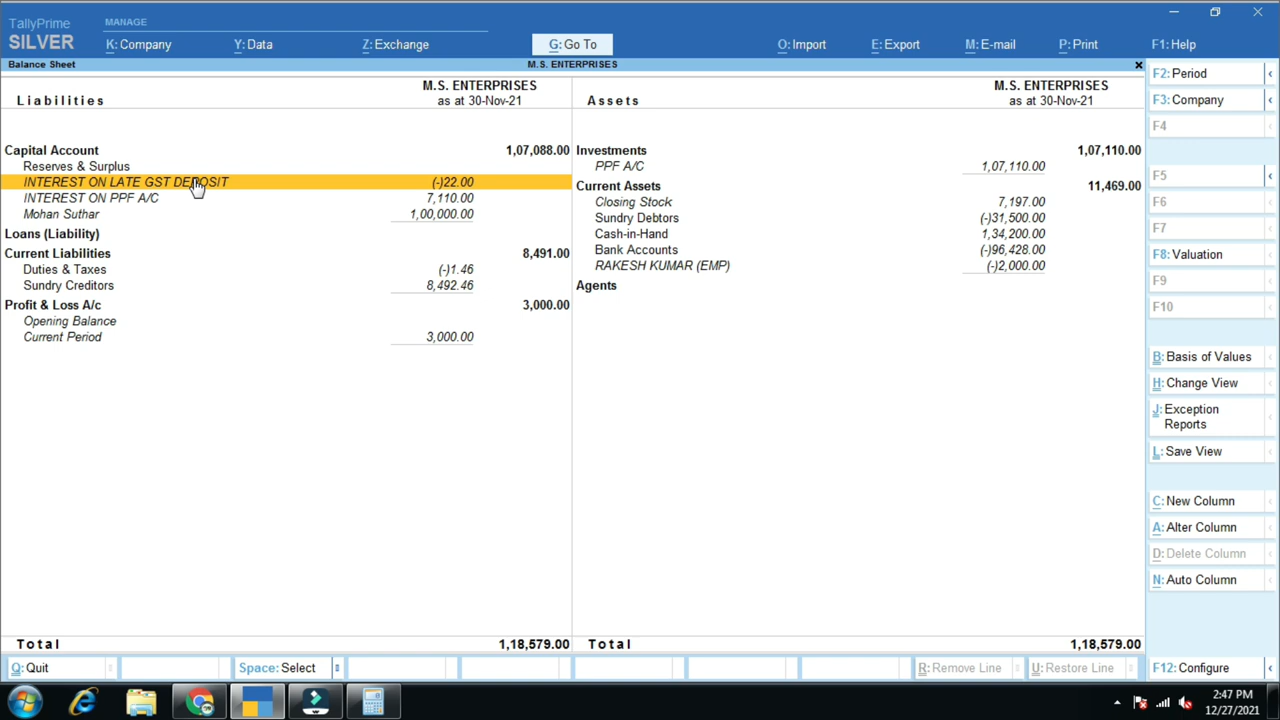 TallyPrime
SILVER
MANAGE
K: Company
Y: Data
Z: Exchange
G: Go To
O: Import
E: Export
M: E-mail
P: Print
F1: Help
Balance Sheet
M.S. ENTERPRISES
Liabilities
M.S. ENTERPRISES
as at 30-Nov-21
Assets
M.S. ENTERPRISES
as at 30-Nov-21
Capital Account 1,07,088.00
Reserves & Surplus
INTEREST ON LATE GST DEPOSIT (-)22.00
INTEREST ON PPF A/C 7,110.00
Mohan Suthar 1,00,000.00
Loans (Liability)
Current Liabilities 8,491.00
Duties & Taxes (-)1.46
Sundry Creditors 8,492.46
Profit & Loss A/c 3,000.00
Opening Balance
Current Period 3,000.00
Total 1,18,579.00
Investments 1,07,110.00
PPF A/C 1,07,110.00
Current Assets 11,469.00
Closing Stock 7,197.00
Sundry Debtors (-)31,500.00
Cash-in-Hand 1,34,200.00
Bank Accounts (-)96,428.00
RAKESH KUMAR (EMP) (-)2,000.00
Agents
Total 1,18,579.00
F2: Period
F3: Company
F4
F5
F6
F7
F8: Valuation
F9
F10
B: Basis of Values
H: Change View
J: Exception
Reports
L: Save View
C: New Column
A: Alter Column
D: Delete Column
N: Auto Column
Q: Quit
Space: Select
R: Remove Line
U: Restore Line
F12: Configure
2:47 PM
12/27/2021